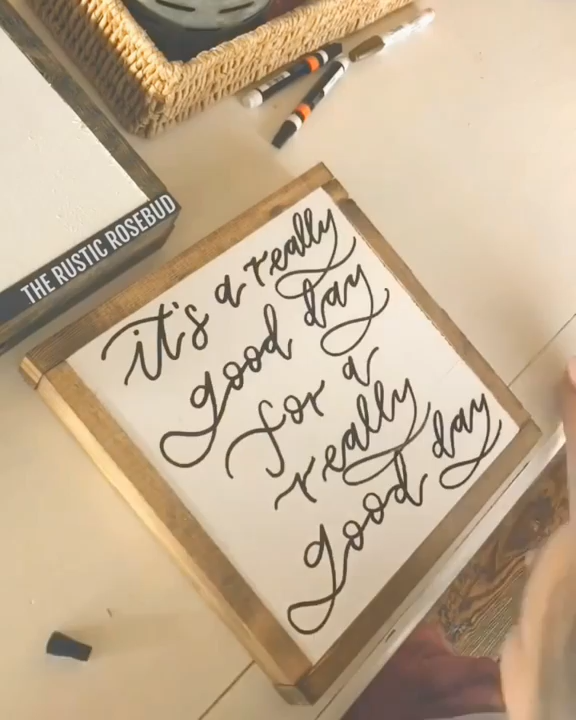 THE RUSTIC ROSEBUD
it's a really
good day
for a
really
good day